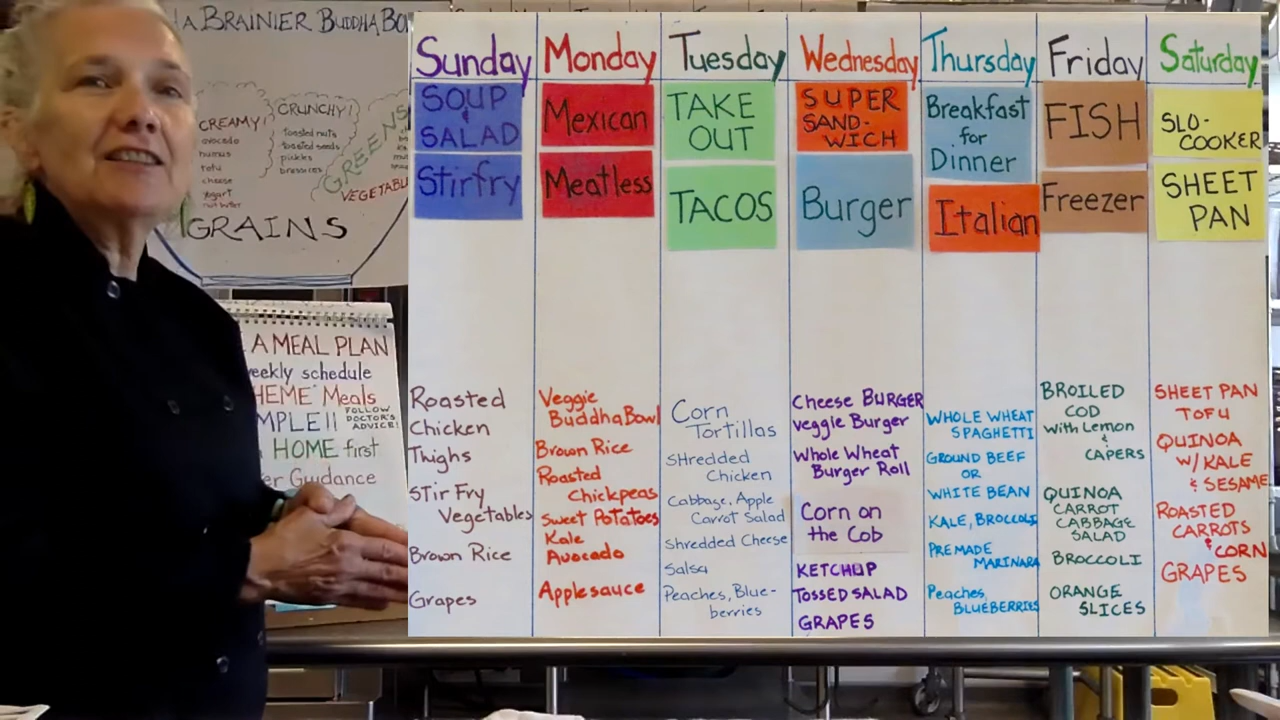 A BRAINIER BUDDHA BO
CREAMY!
avocado
humus
tofu
cheese
yogurt
nut butter
CRUNCHY!
toasted nuts
toasted seeds
pickles
GREENS
VEGETABL
GRAINS
A MEAL PLAN
eekly schedule
HEME" Meals
MPLE!!
FOLLOW
DOCTOR'S
ADVICE!
HOME first
er Guidance
Sunday
SOUP
&
SALAD
Stirfry
Roasted
Chicken
Thighs
Stir Fry
Vegetables
Brown Rice
Grapes
Monday
Mexican
Meatless
Veggie
Buddha Bowl
Brown Rice
Roasted
Chickpeas
Sweet Potatoes
Kale
Avocado
Applesauce
Tuesday
TAKE
OUT
TACOS
Corn
Tortillas
SHredded
Chicken
Cabbage, Apple
Carrot Salad
Shredded Cheese
Salsa
Peaches, Blue-
berries
Wednesday
SUPER
SAND-
WICH
Burger
Cheese BURGER
Veggie Burger
Whole Wheat
Burger Roll
Corn on
the Cob
KETCHUP
TOSSED SALAD
GRAPES
Thursday
Breakfast
for
Dinner
Italian
WHOLE WHEAT
SPAGHETTI
GROUND BEEF
OR
WHITE BEAN
KALE, BROCCOLI
PREMADE
MARINARA
Peaches,
BLUEBERRIES
Friday
FISH
Freezer
BROILED
COD
with Lemon
&
CAPERS
QUINOA
CARROT
CABBAGE
SALAD
BROCCOLI
ORANGE
SLICES
Saturday
SLO-
COOKER
SHEET
PAN
SHEET PAN
TOFU
QUINOA
W/KALE
& SESAME
ROASTED
CARROTS
& CORN
GRAPES